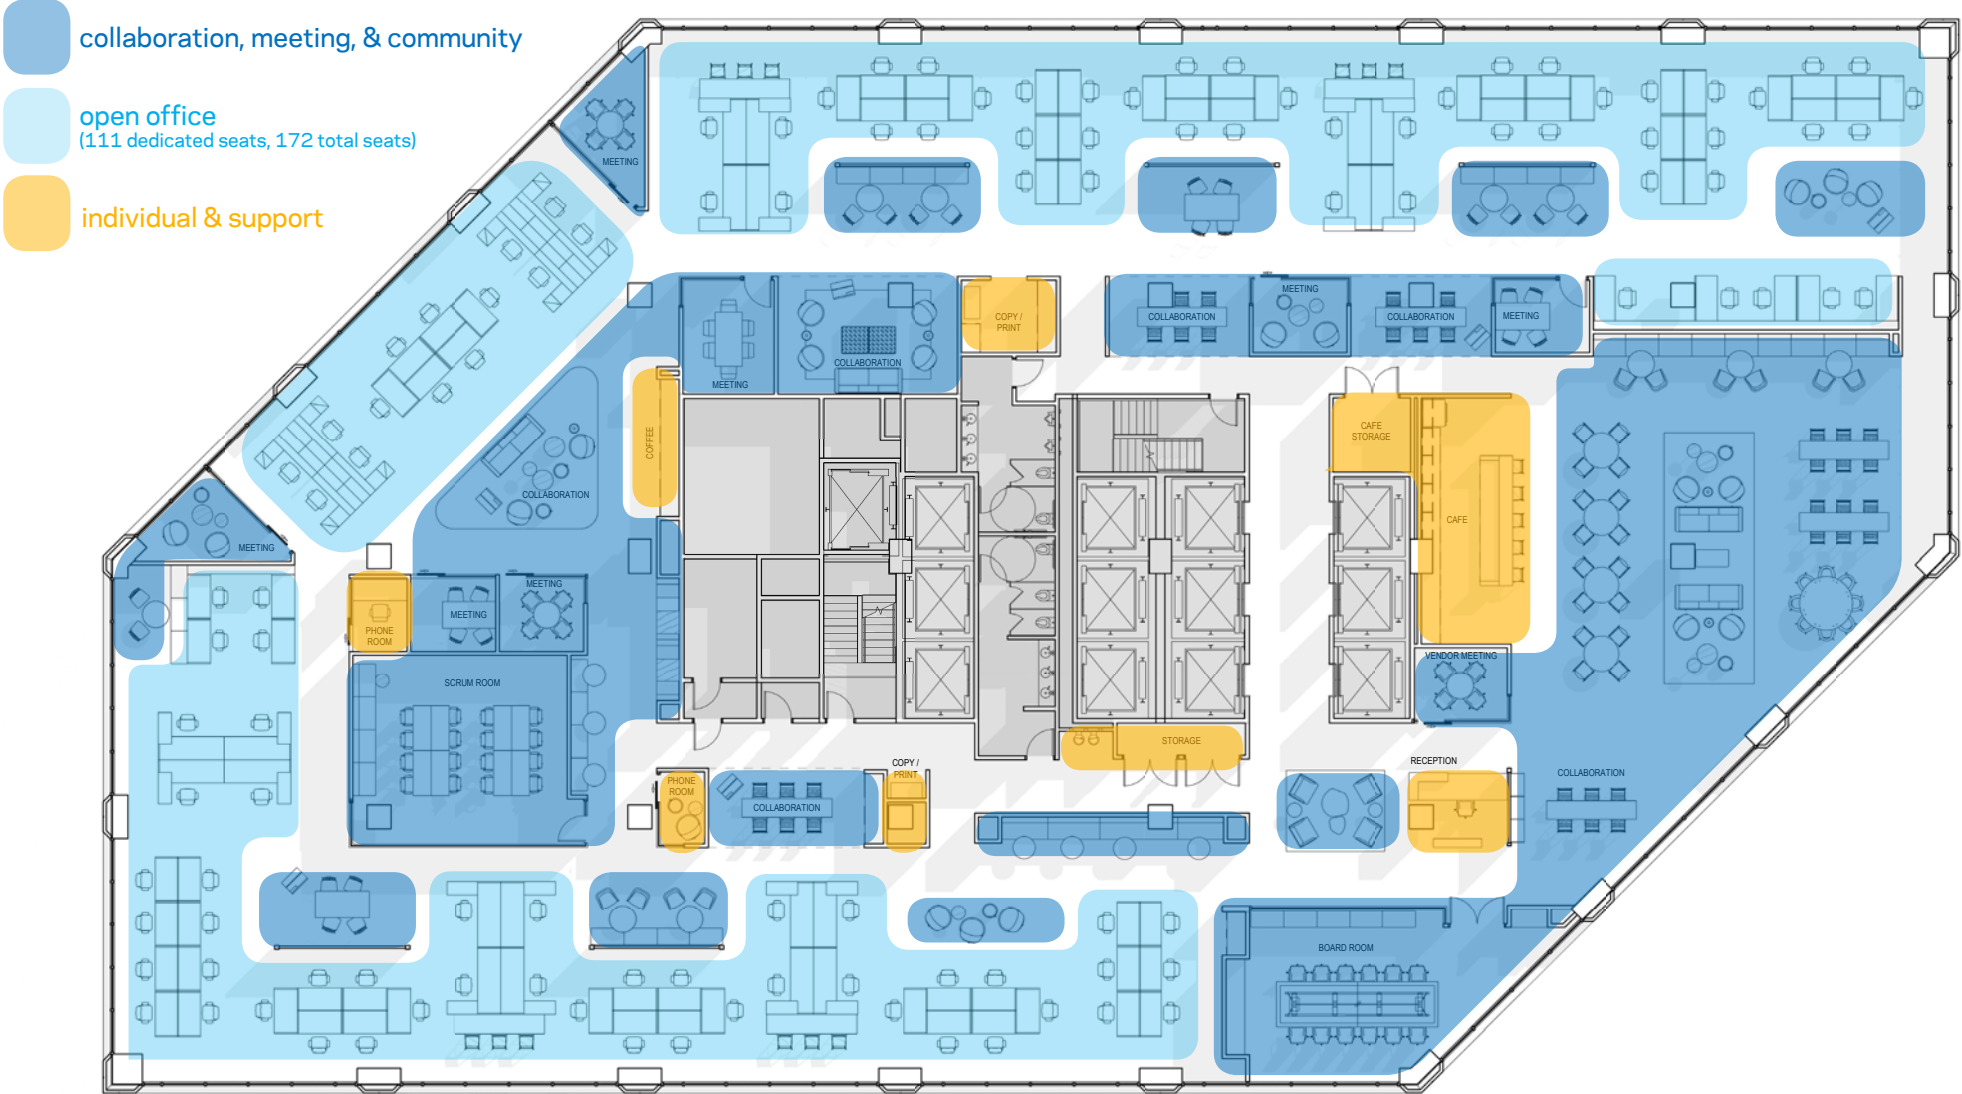 collaboration, meeting, & community
open office
(111 dedicated seats, 172 total seats)
individual & support
MEETING
MEETING
COLLABORATION
COPY /
PRINT
COLLABORATION
MEETING
COLLABORATION
MEETING
COFFEE
COLLABORATION
MEETING
CAFE
STORAGE
CAFE
PHONE
ROOM
MEETING
MEETING
SCRUM ROOM
VENDOR MEETING
STORAGE
PHONE
ROOM
COLLABORATION
COPY /
PRINT
RECEPTION
COLLABORATION
BOARD ROOM